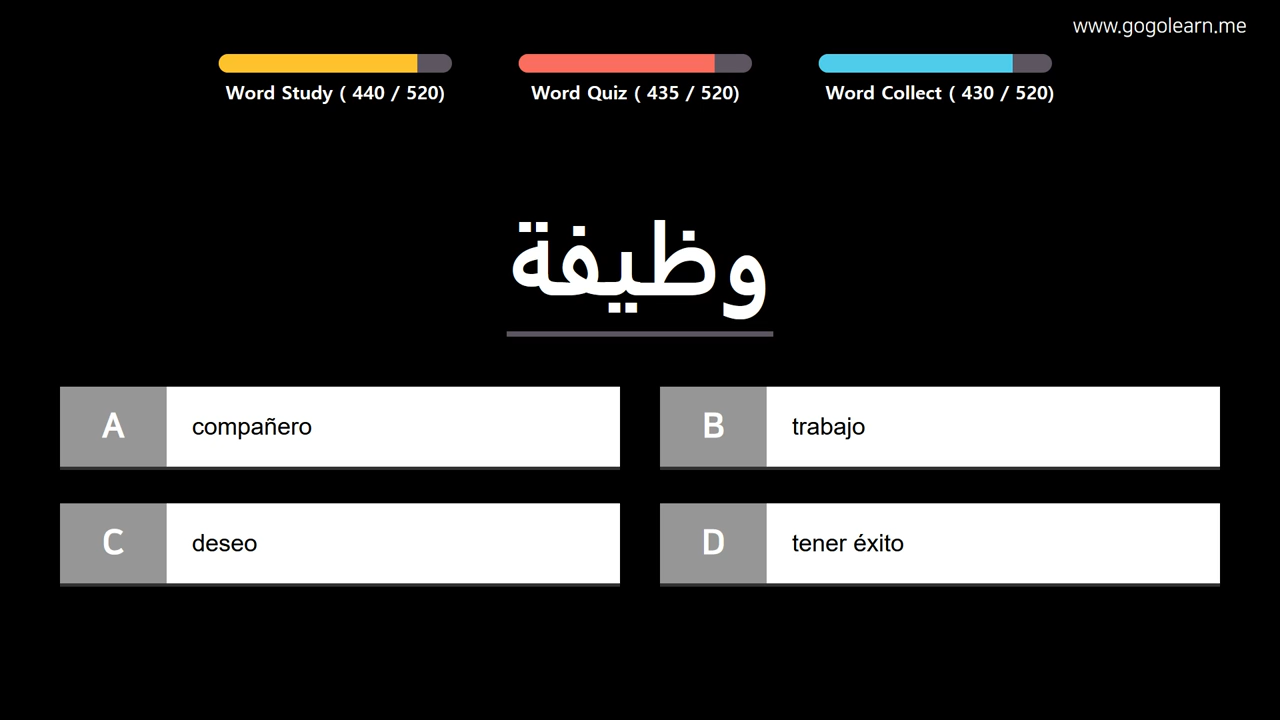 www.gogolearn.me
Word Study ( 440 / 520)
Word Quiz ( 435 / 520)
Word Collect ( 430 / 520)
وظيفة
A compañero
B trabajo
C deseo
D tener éxito